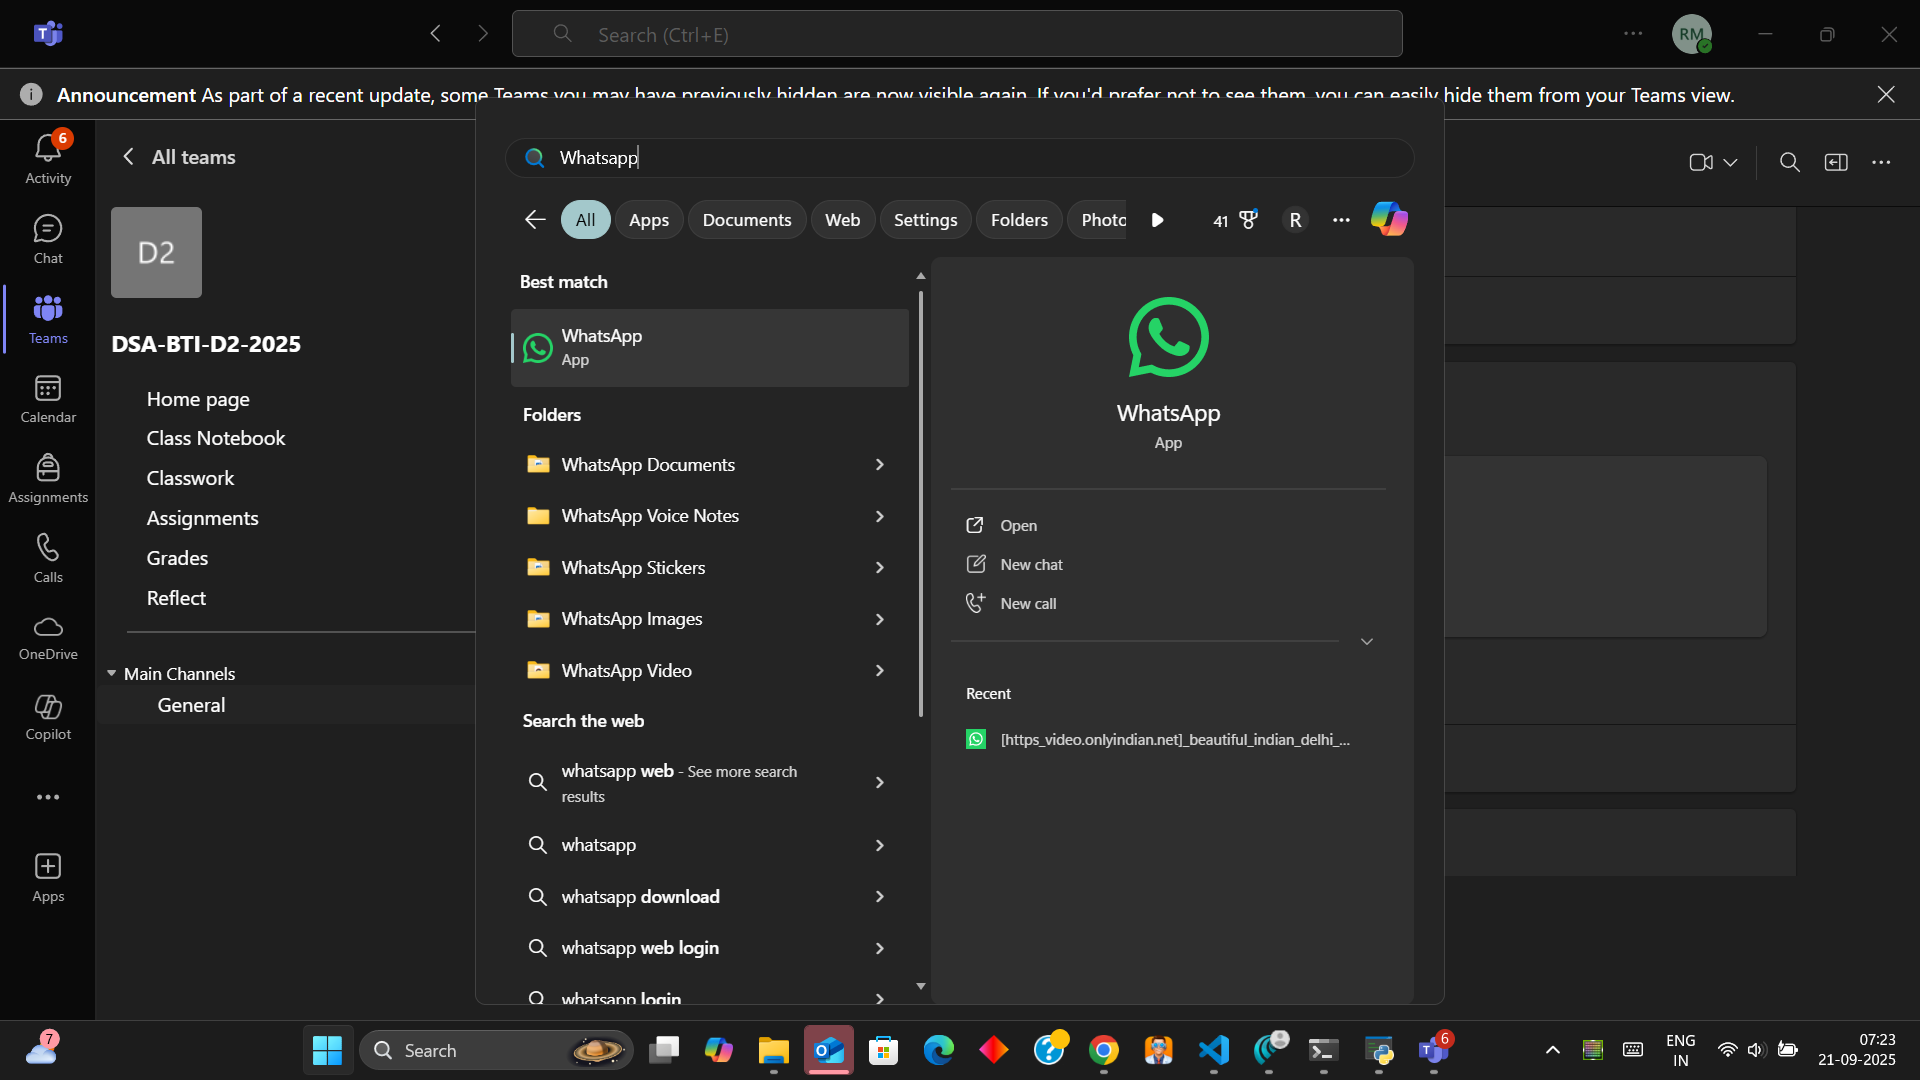 Search (Ctrl+E)
RM
Announcement As part of a recent update, some Teams you may have previously hidden are now visible again. If you'd prefer not to see them, you can easily hide them from your Teams view.
6
Activity
Chat
Teams
Calendar
Assignments
Calls
OneDrive
Copilot
Apps
All teams
D2
DSA-BTI-D2-2025
Home page
Class Notebook
Classwork
Assignments
Grades
Reflect
Main Channels
General
Whatsapp
All
Apps
Documents
Web
Settings
Folders
Photo
41
R
Best match
WhatsApp
App
Folders
WhatsApp Documents
WhatsApp Voice Notes
WhatsApp Stickers
WhatsApp Images
WhatsApp Video
Search the web
whatsapp web - See more search
results
whatsapp
whatsapp download
whatsapp web login
whatsapp login
WhatsApp
App
Open
New chat
New call
Recent
[https_video.onlyindian.net]_beautiful_indian_delhi_...
7
Search
6
ENG
IN
07:23
21-09-2025